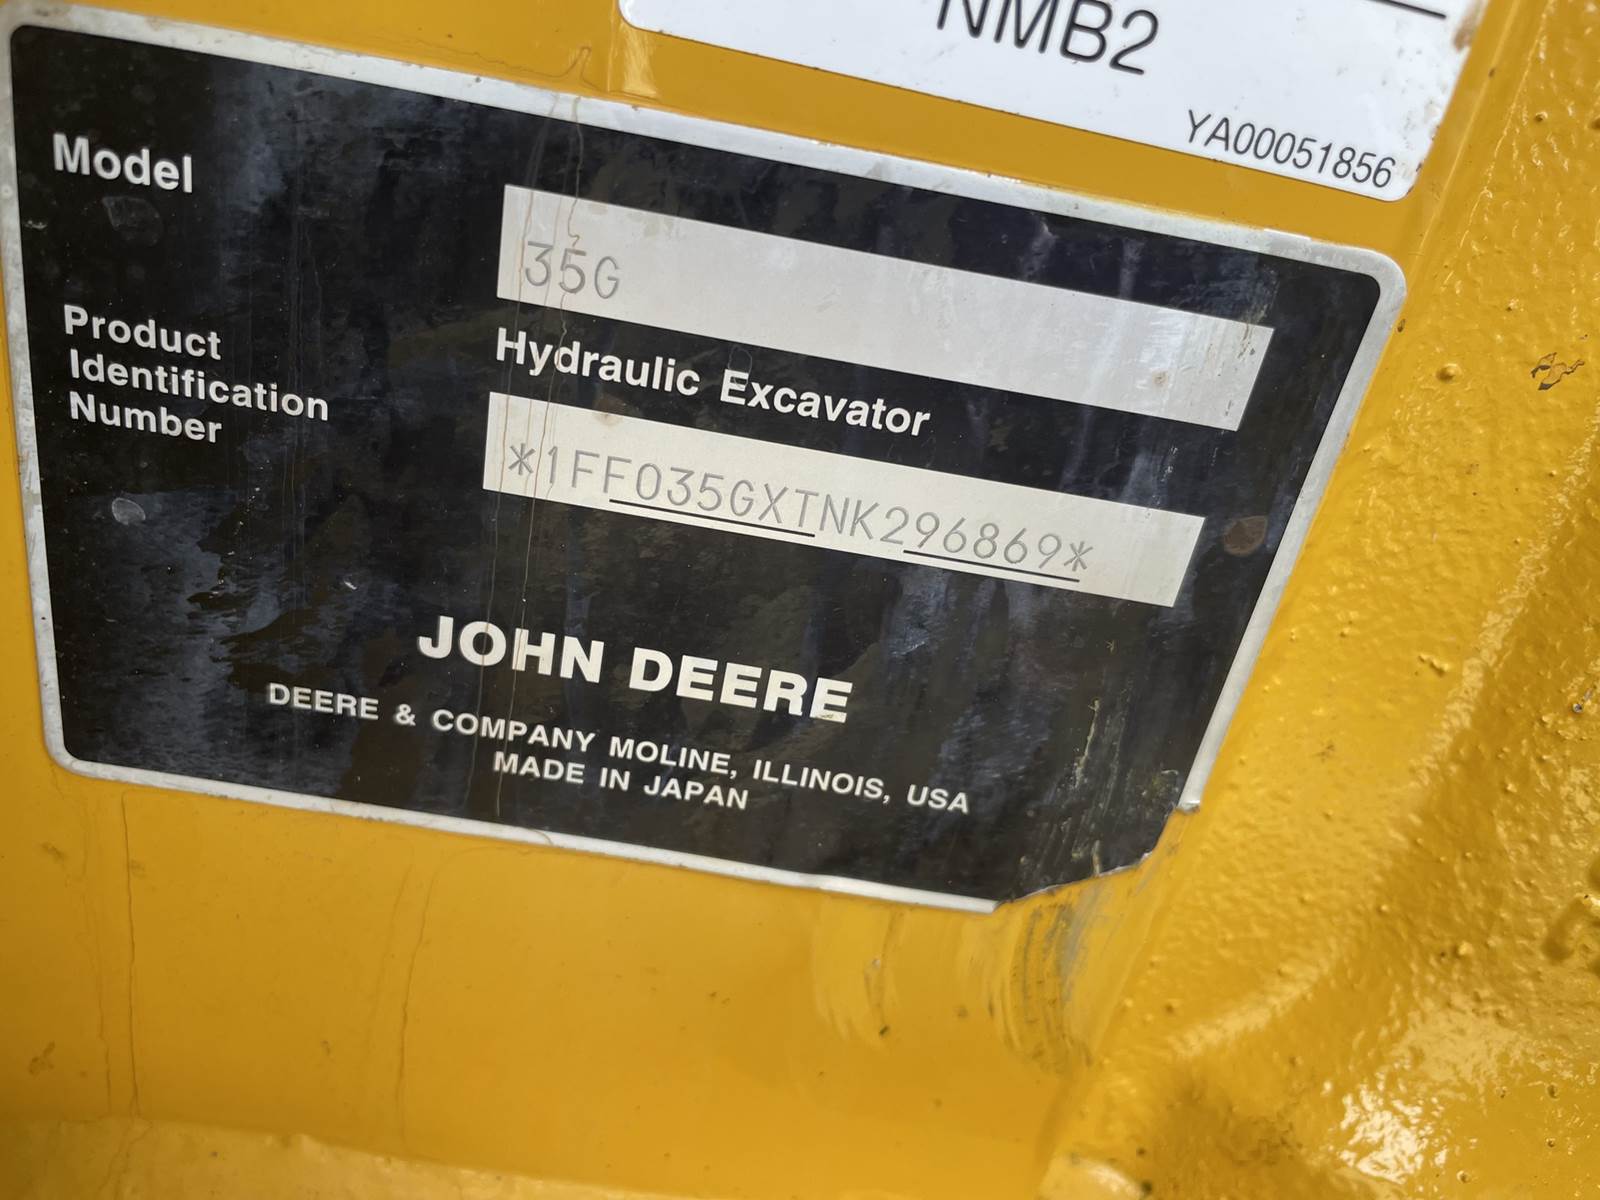 NMB2
YA00051856
Model
35G
Hydraulic Excavator
Product
Identification
Number
*1FF035GXTNK296869*
JOHN DEERE
DEERE & COMPANY MOLINE, ILLINOIS, USA
MADE IN JAPAN